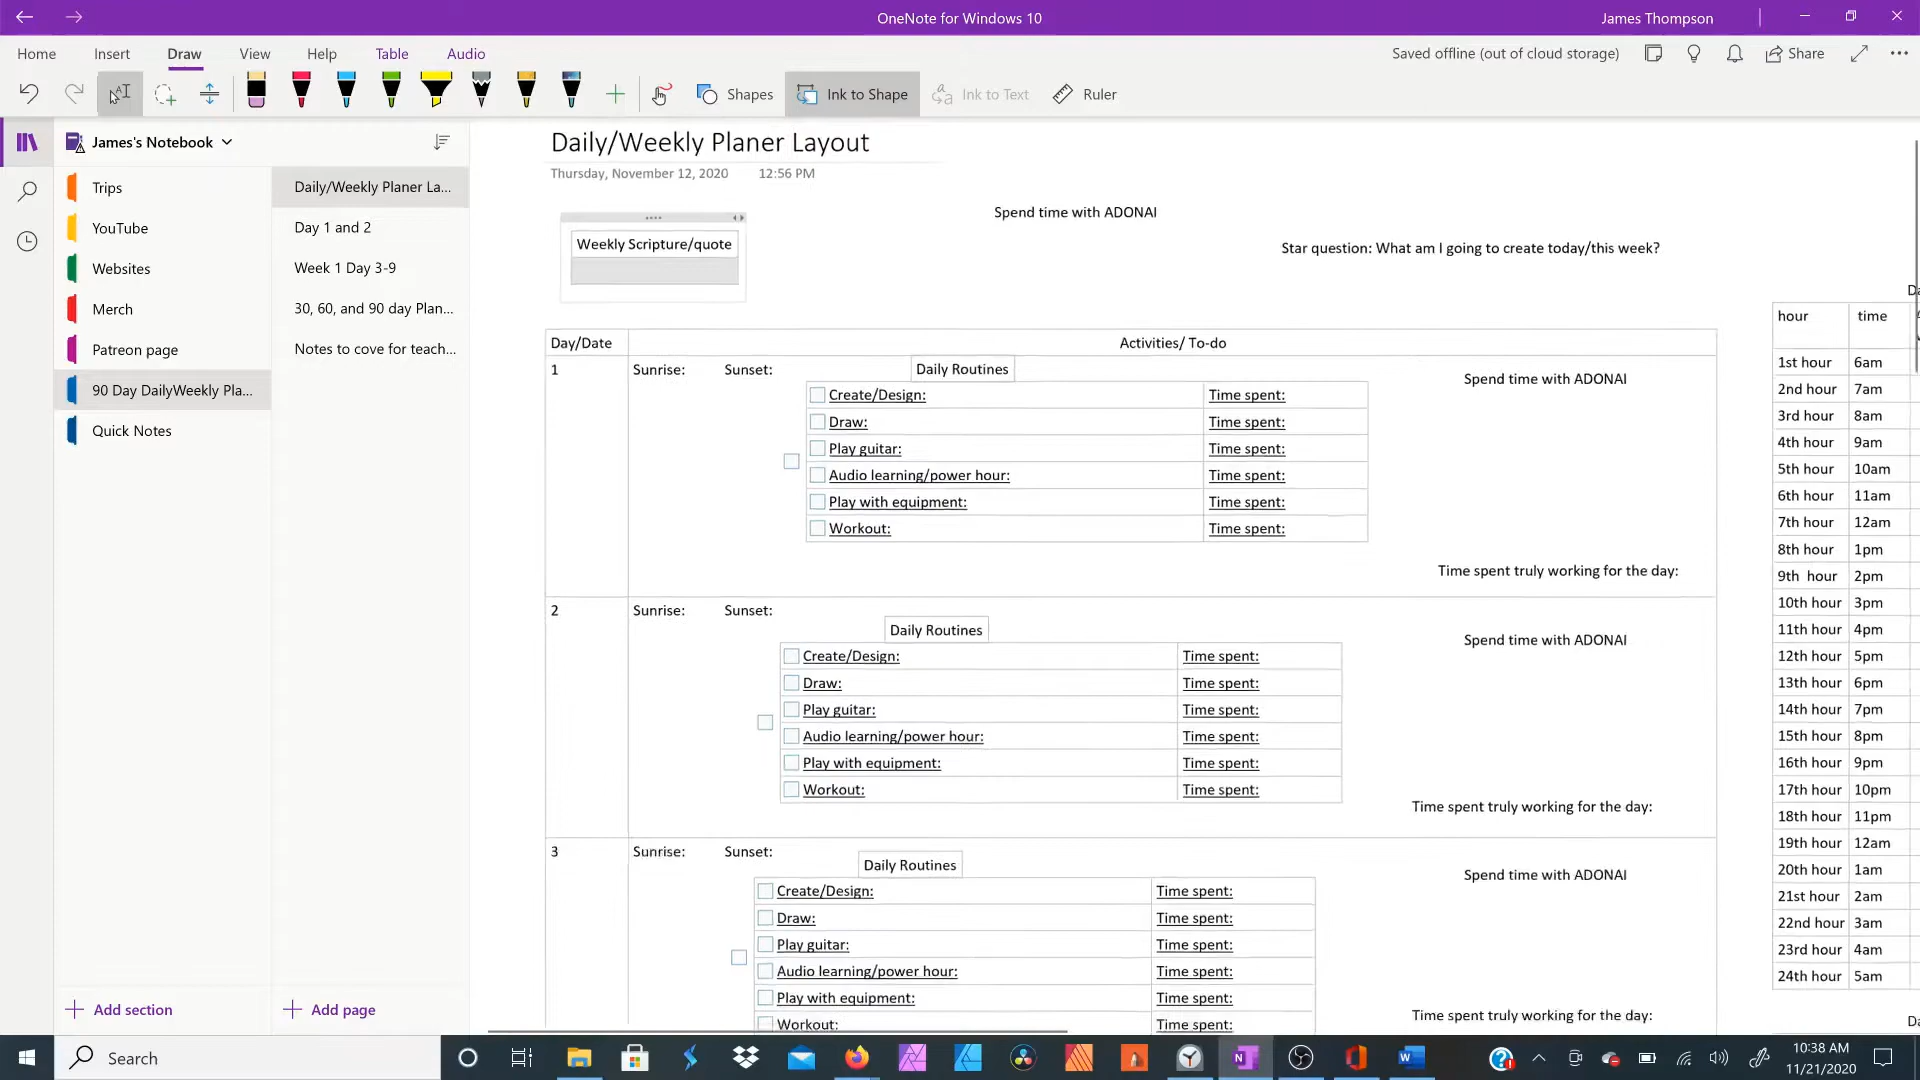 OneNote for Windows 10
James Thompson
Home Insert Draw View Help Table Audio
Saved offline (out of cloud storage)
Share
Shapes
Ink to Shape
Ink to Text
Ruler
James's Notebook
Trips
YouTube
Websites
Merch
Patreon page
90 Day DailyWeekly Pla...
Quick Notes
Add section
Daily/Weekly Planer La...
Day 1 and 2
Week 1 Day 3-9
30, 60, and 90 day Plan...
Notes to cove for teach...
Add page
Daily/Weekly Planer Layout
Thursday, November 12, 2020 12:56 PM
Spend time with ADONAI
Weekly Scripture/quote
Star question: What am I going to create today/this week?
Day/Date Activities/ To-do
1 Sunrise: Sunset: Daily Routines
Spend time with ADONAI
Create/Design: Time spent:
Draw: Time spent:
Play guitar: Time spent:
Audio learning/power hour: Time spent:
Play with equipment: Time spent:
Workout: Time spent:
Time spent truly working for the day:
2 Sunrise: Sunset:
Daily Routines
Spend time with ADONAI
Create/Design: Time spent:
Draw: Time spent:
Play guitar: Time spent:
Audio learning/power hour: Time spent:
Play with equipment: Time spent:
Workout: Time spent:
Time spent truly working for the day:
3 Sunrise: Sunset:
Daily Routines
Spend time with ADONAI
Create/Design: Time spent:
Draw: Time spent:
Play guitar: Time spent:
Audio learning/power hour: Time spent:
Play with equipment: Time spent:
Workout: Time spent:
Time spent truly working for the day:
hour time
1st hour 6am
2nd hour 7am
3rd hour 8am
4th hour 9am
5th hour 10am
6th hour 11am
7th hour 12am
8th hour 1pm
9th hour 2pm
10th hour 3pm
11th hour 4pm
12th hour 5pm
13th hour 6pm
14th hour 7pm
15th hour 8pm
16th hour 9pm
17th hour 10pm
18th hour 11pm
19th hour 12am
20th hour 1am
21st hour 2am
22nd hour 3am
23rd hour 4am
24th hour 5am
Search
10:38 AM
11/21/2020